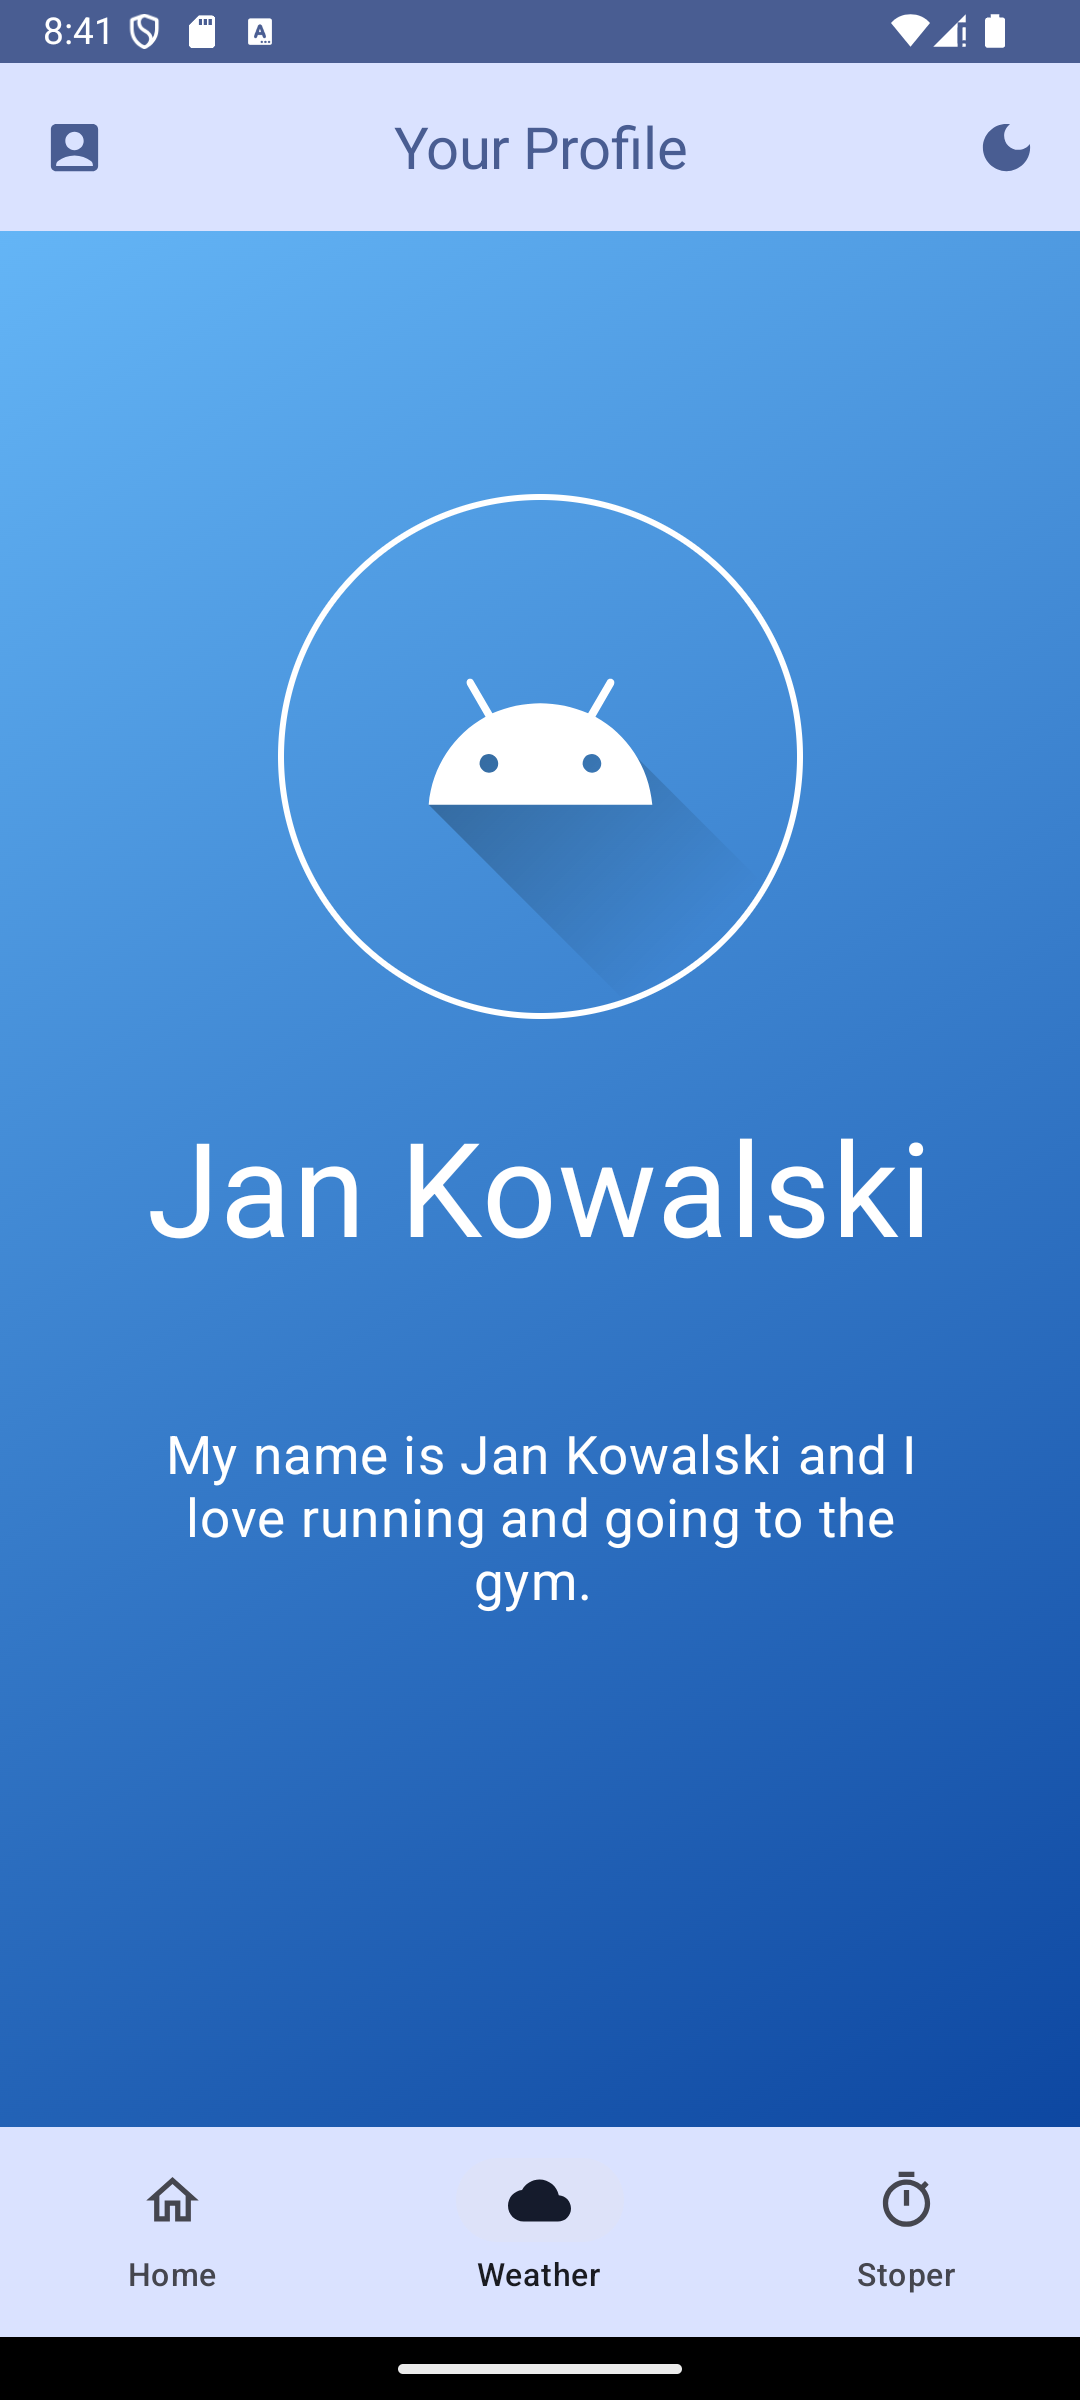 8:41
Your Profile
Jan Kowalski
My name is Jan Kowalski and I
love running and going to the
gym.
Home
Weather
Stoper